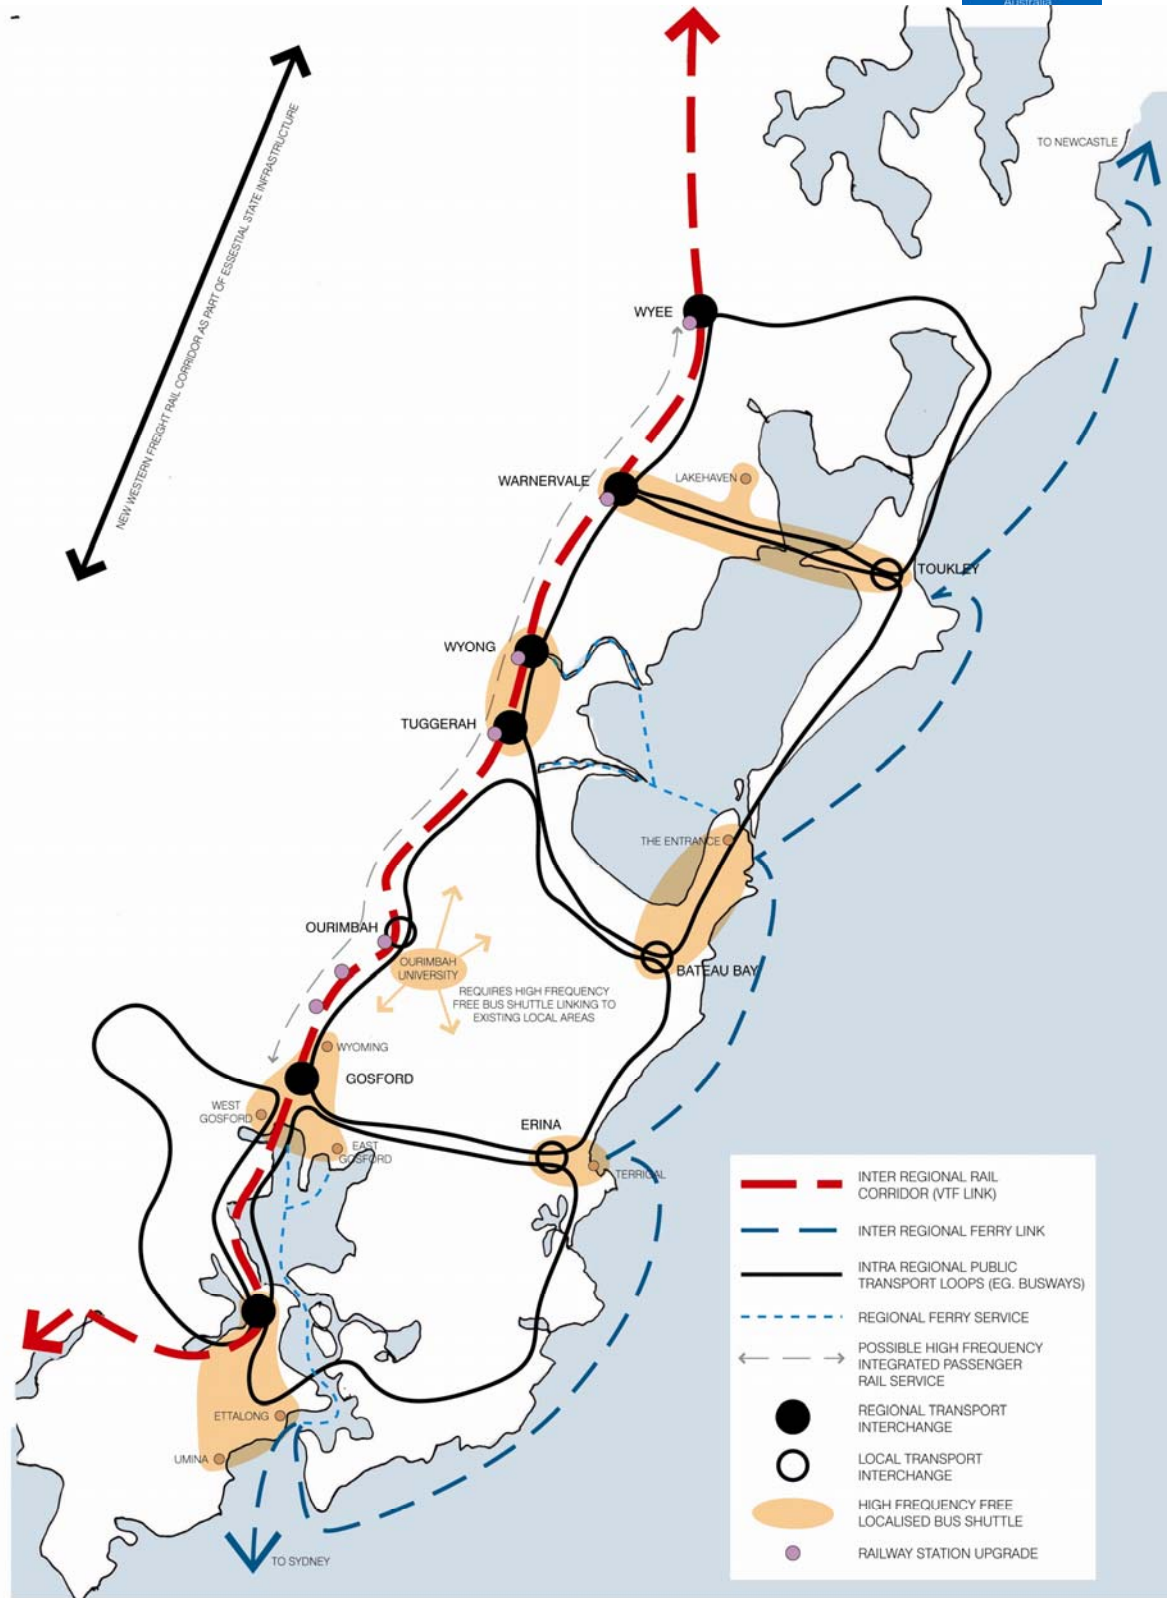 Australia
TO NEWCASTLE
NEW WESTERN FREIGHT RAIL CORRIDOR AS PART OF ESSESTIAL STATE INFRASTRUCTURE
WYEE
WARNERVALE
LAKEHAVEN
TOUKLEY
WYONG
TUGGERAH
THE ENTRANCE
OURIMBAH
OURIMBAH
UNIVERSITY
BATEAU BAY
REQUIRES HIGH FREQUENCY
FREE BUS SHUTTLE LINKING TO
EXISTING LOCAL AREAS
WYOMING
GOSFORD
WEST
GOSFORD
ERINA
EAST
GOSFORD
TERRIGAL
ETTALONG
UMINA
TO SYDNEY
INTER REGIONAL RAIL
CORRIDOR (VTF LINK)
INTER REGIONAL FERRY LINK
INTRA REGIONAL PUBLIC
TRANSPORT LOOPS (EG. BUSWAYS)
REGIONAL FERRY SERVICE
POSSIBLE HIGH FREQUENCY
INTEGRATED PASSENGER
RAIL SERVICE
REGIONAL TRANSPORT
INTERCHANGE
LOCAL TRANSPORT
INTERCHANGE
HIGH FREQUENCY FREE
LOCALISED BUS SHUTTLE
RAILWAY STATION UPGRADE